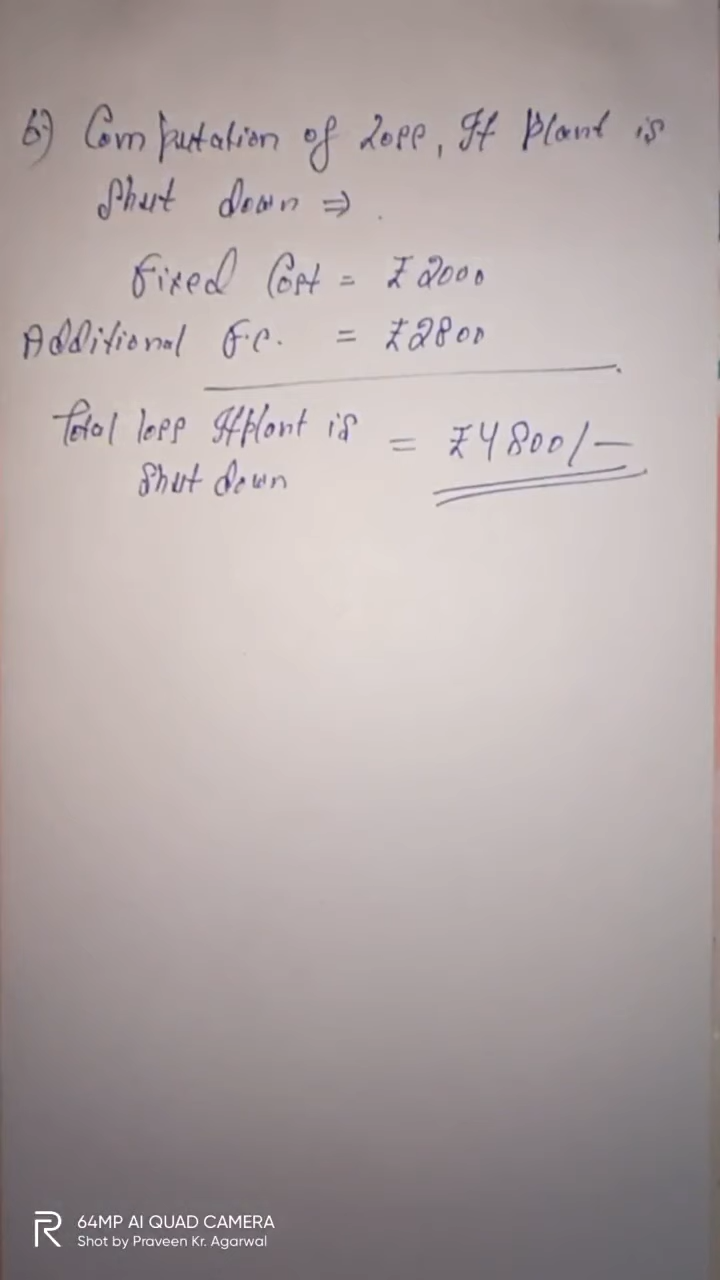 b) Computation of Loss, If Plant is
Shut down ⇒
Fixed Cost = ₹2000
Additional F.C. = ₹2800
Total loss If plant is = ₹4800/-
Shut down
64MP AI QUAD CAMERA
Shot by Praveen Kr. Agarwal